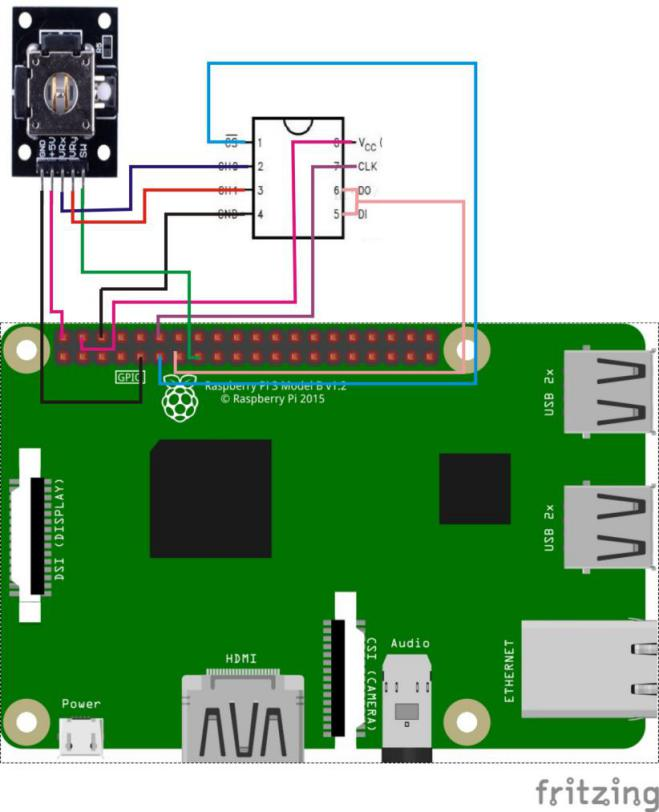 R5
GND
+5V
VRx
VRy
SW
CS
1
CH0
2
CH1
3
GND
4
8
VCC (
7
CLK
6
DO
5
DI
GPIO
Raspberry Pi 3 Model B v1.2
© Raspberry Pi 2015
USB 2x
USB 2x
DSI (DISPLAY)
CSI (CAMERA)
ETHERNET
HDMI
Audio
Power
fritzing